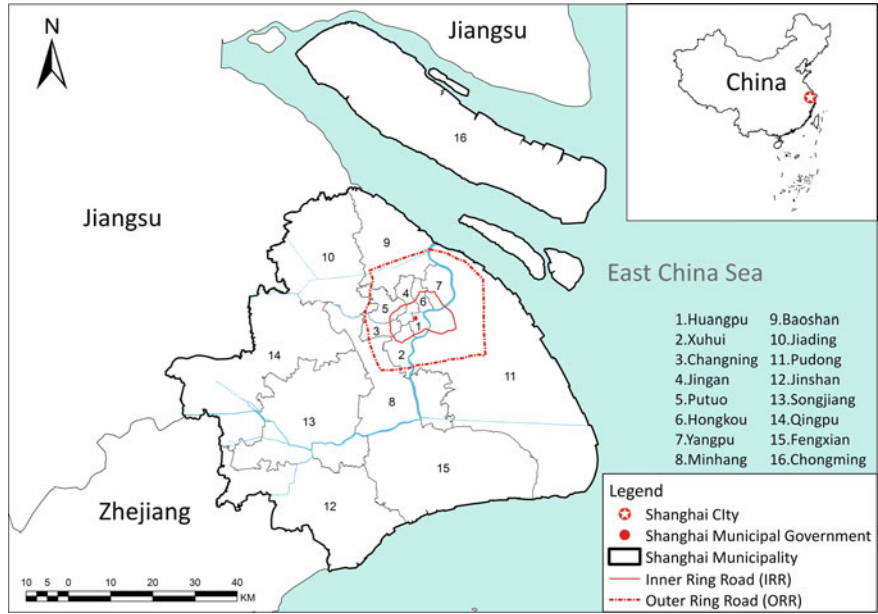 N
Jiangsu
China
16
Jiangsu
9
10
7
4
6
5
1
3
2
14
11
8
13
15
12
East China Sea
1.Huangpu 9.Baoshan
2.Xuhui 10.Jiading
3.Changning 11.Pudong
4.Jingan 12.Jinshan
5.Putuo 13.Songjiang
6.Hongkou 14.Qingpu
7.Yangpu 15.Fengxian
8.Minhang 16.Chongming
Zhejiang
Legend
Shanghai CIty
Shanghai Municipal Government
Shanghai Municipality
Inner Ring Road (IRR)
Outer Ring Road (ORR)
10 5 0 10 20 30 40
KM